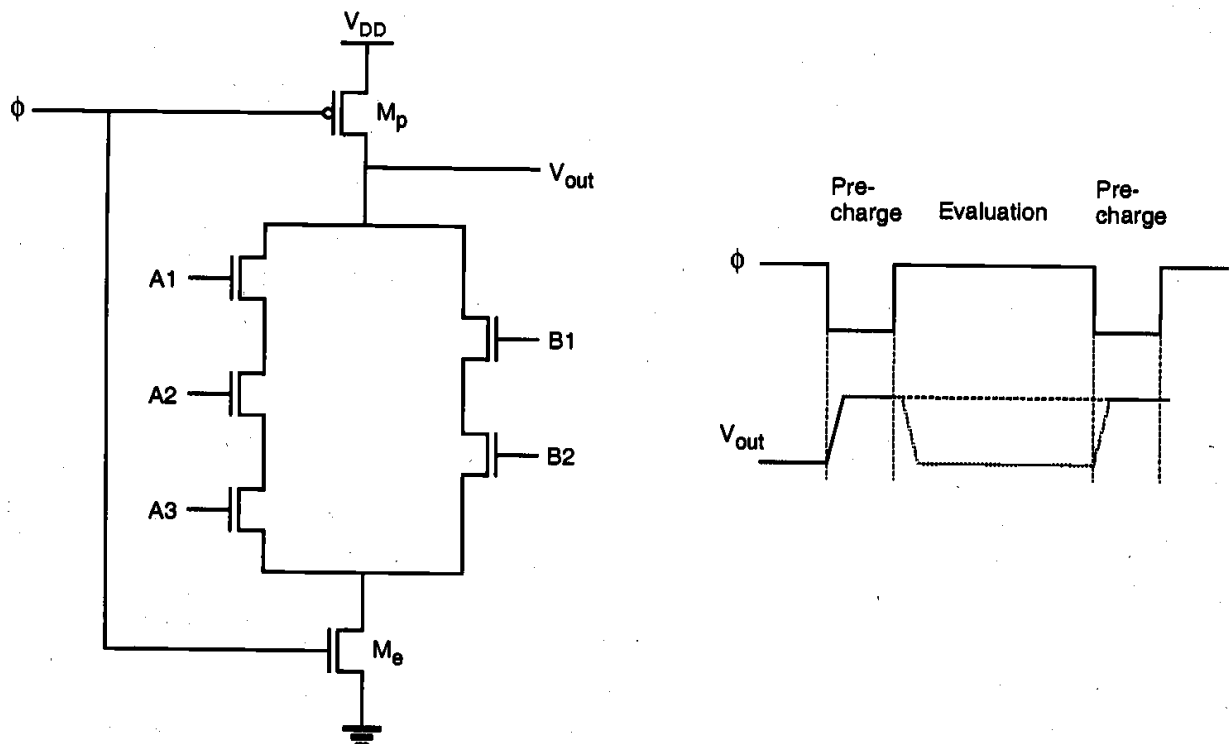 V_DD
ϕ
M_p
V_out
A1
B1
A2
B2
A3
M_e
Pre-
charge
Evaluation
Pre-
charge
ϕ
V_out